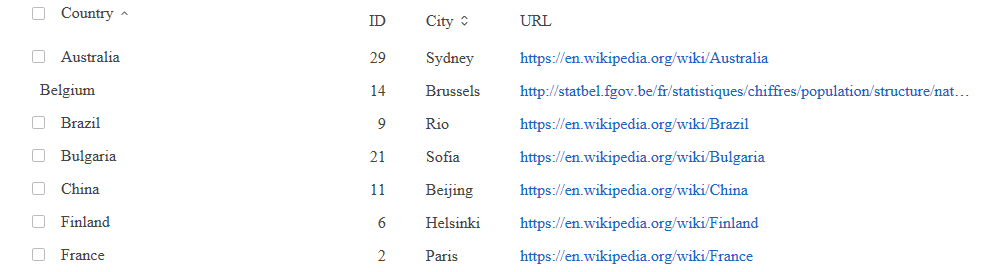 Country ID City URL
Australia 29 Sydney https://en.wikipedia.org/wiki/Australia
Belgium 14 Brussels http://statbel.fgov.be/fr/statistiques/chiffres/population/structure/nat…
Brazil 9 Rio https://en.wikipedia.org/wiki/Brazil
Bulgaria 21 Sofia https://en.wikipedia.org/wiki/Bulgaria
China 11 Beijing https://en.wikipedia.org/wiki/China
Finland 6 Helsinki https://en.wikipedia.org/wiki/Finland
France 2 Paris https://en.wikipedia.org/wiki/France